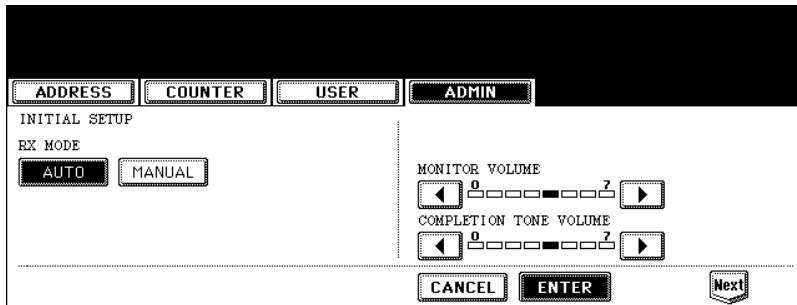 ADDRESS COUNTER USER ADMIN
INITIAL SETUP
RX MODE
AUTO MANUAL
MONITOR VOLUME
0 7
COMPLETION TONE VOLUME
0 7
CANCEL ENTER Next